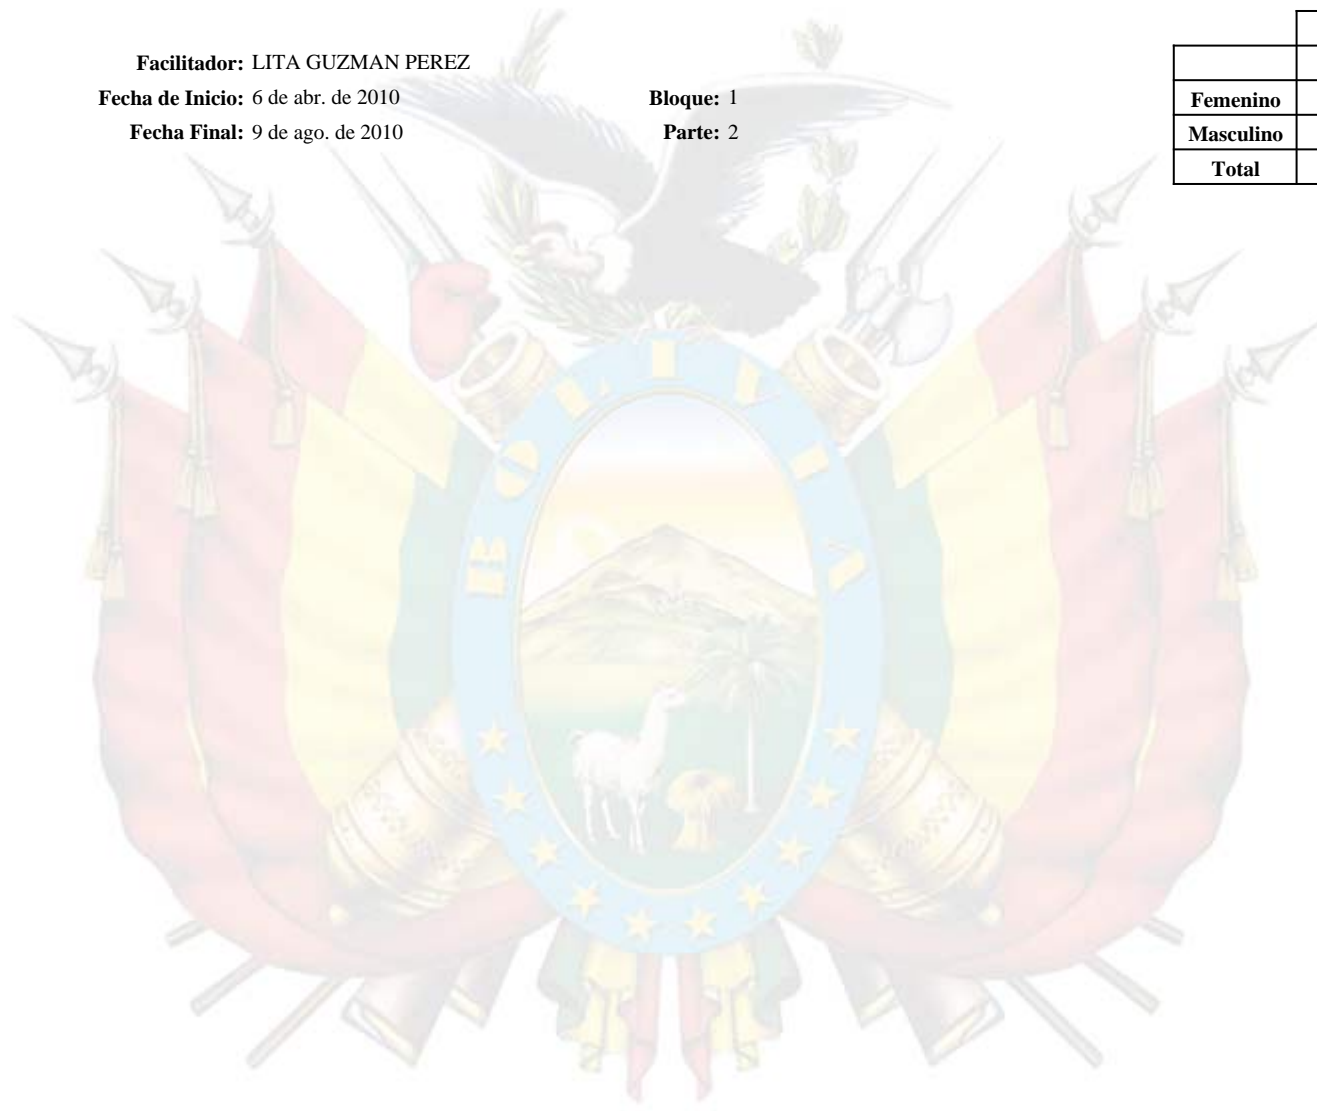 Facilitador: LITA GUZMAN PEREZ
Fecha de Inicio: 6 de abr. de 2010 Bloque: 1
Fecha Final: 9 de ago. de 2010 Parte: 2
Femenino
Masculino
Total
BOLIVIA